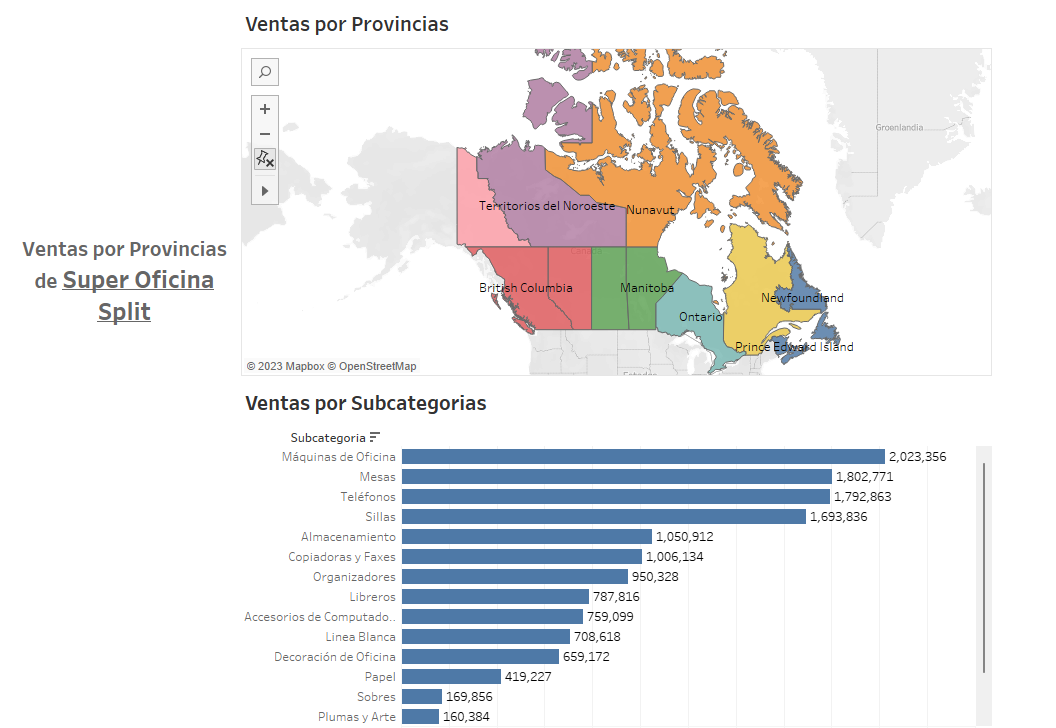 Ventas por Provincias
Ventas por Provincias
de Super Oficina
Split
Groenlandia
Territorios del Noroeste
Nunavut
Canadá
British Columbia
Manitoba
Newfoundland
Ontario
Prince Edward Island
© 2023 Mapbox © OpenStreetMap
Ventas por Subcategorias
Subcategoria
Máquinas de Oficina 2,023,356
Mesas 1,802,771
Teléfonos 1,792,863
Sillas 1,693,836
Almacenamiento 1,050,912
Copiadoras y Faxes 1,006,134
Organizadores 950,328
Libreros 787,816
Accesorios de Computado.. 759,099
Linea Blanca 708,618
Decoración de Oficina 659,172
Papel 419,227
Sobres 169,856
Plumas y Arte 160,384